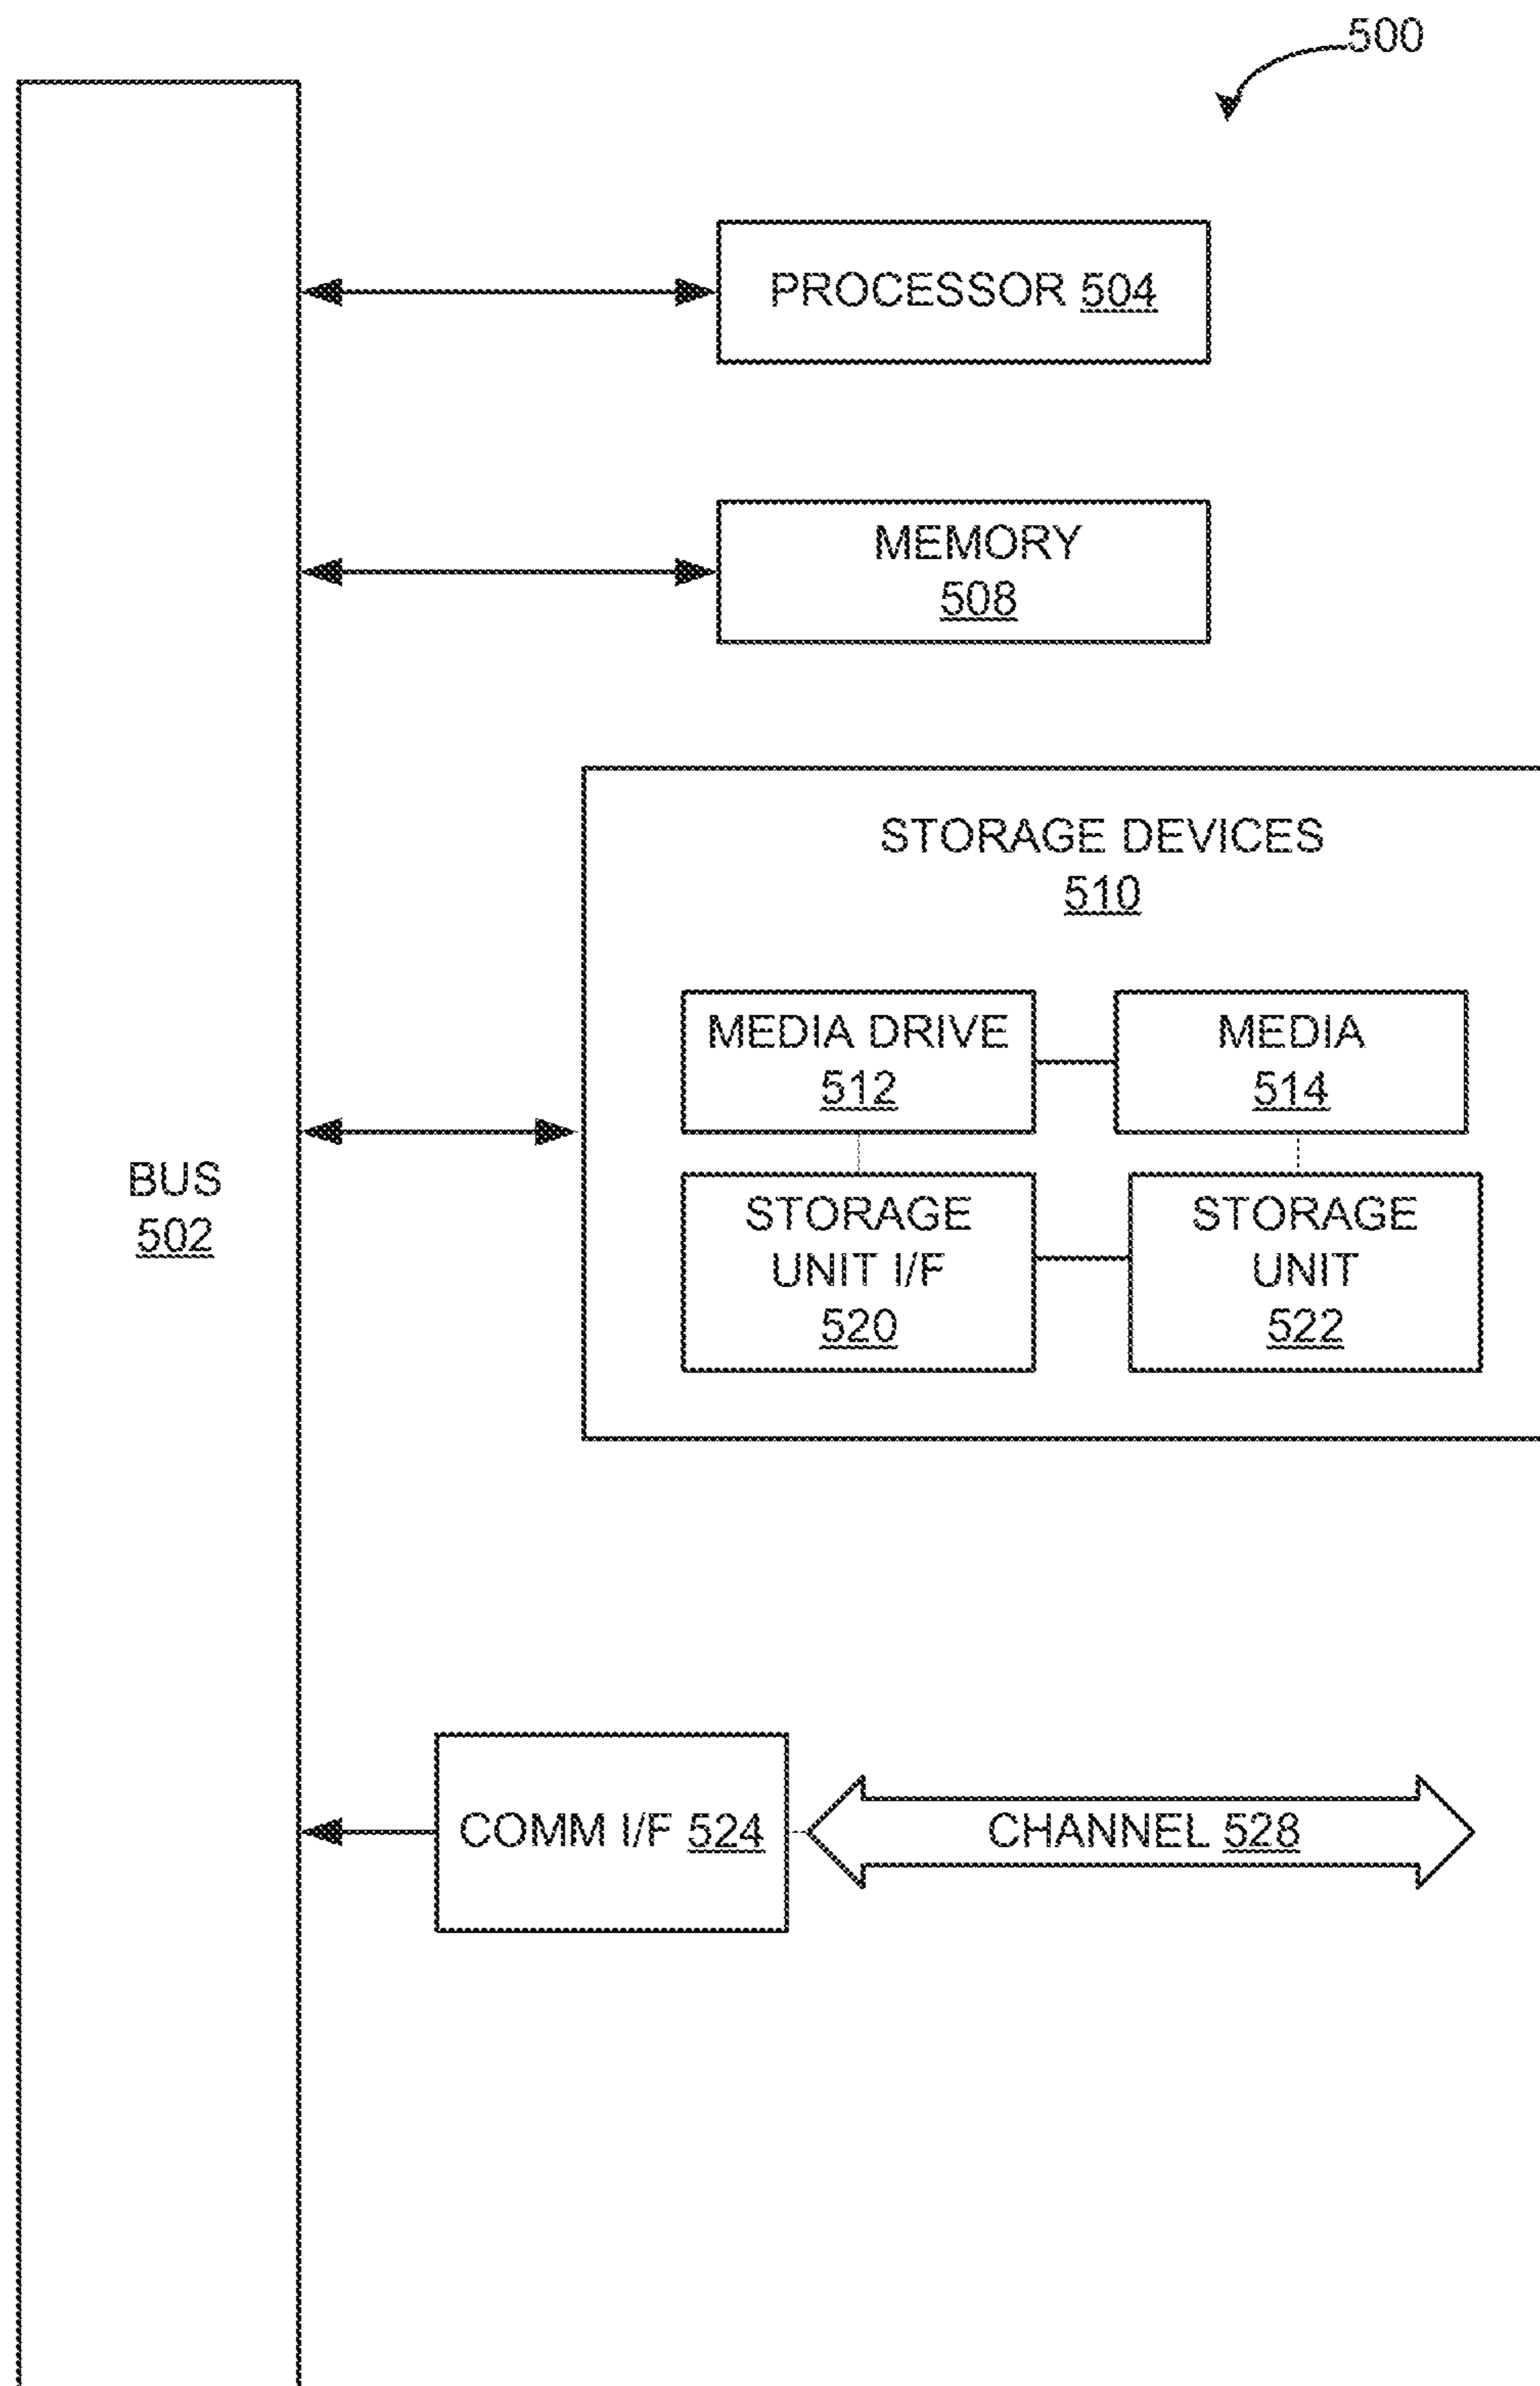 500
PROCESSOR 504
MEMORY
508
STORAGE DEVICES
510
MEDIA DRIVE
512
MEDIA
514
BUS
502
STORAGE
UNIT I/F
520
STORAGE
UNIT
522
COMM I/F 524
CHANNEL 528